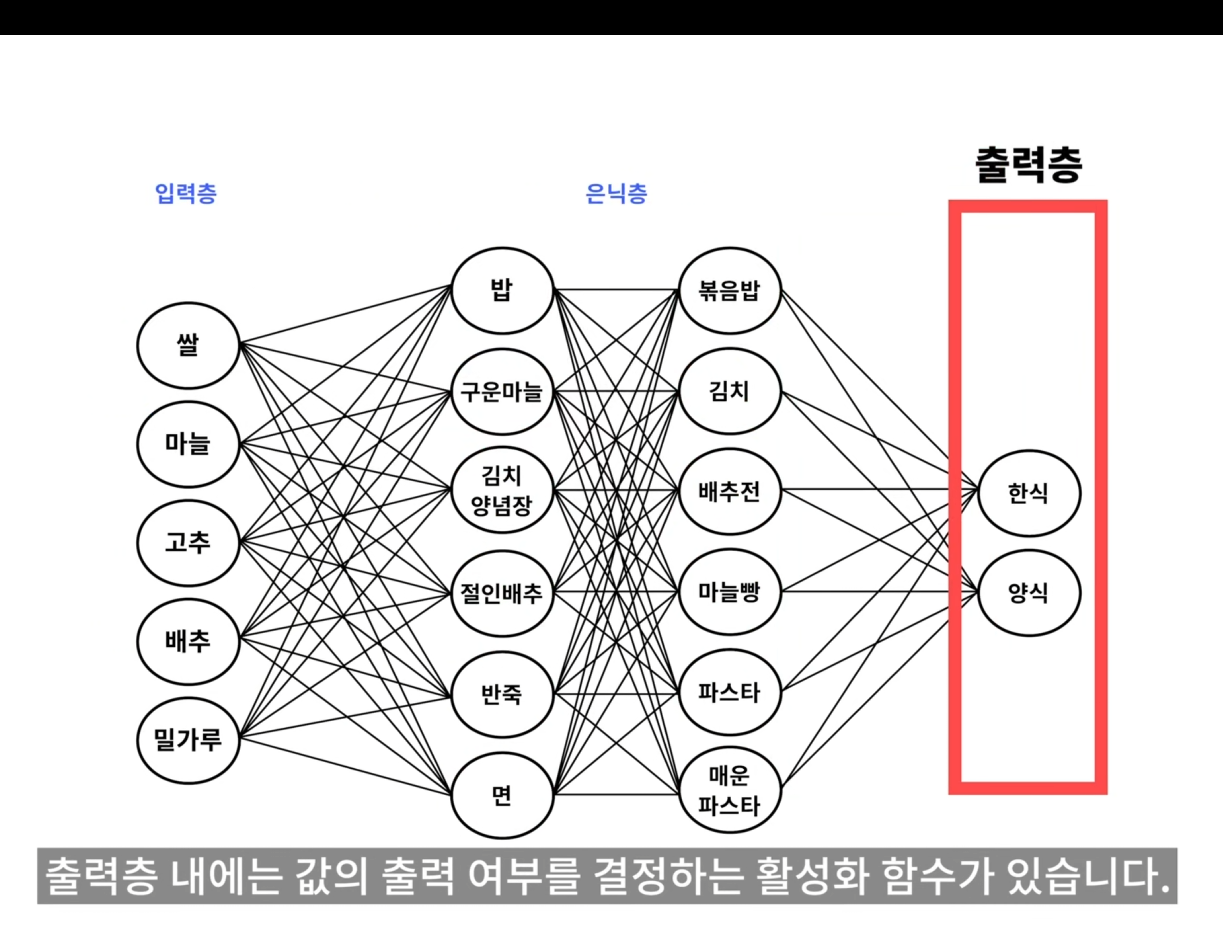 출력층
입력층
은닉층
쌀
마늘
고추
배추
밀가루
밥
구운마늘
김치
양념장
절인배추
반죽
면
볶음밥
김치
배추전
마늘빵
파스타
매운
파스타
한식
양식
출력층 내에는 값의 출력 여부를 결정하는 활성화 함수가 있습니다.